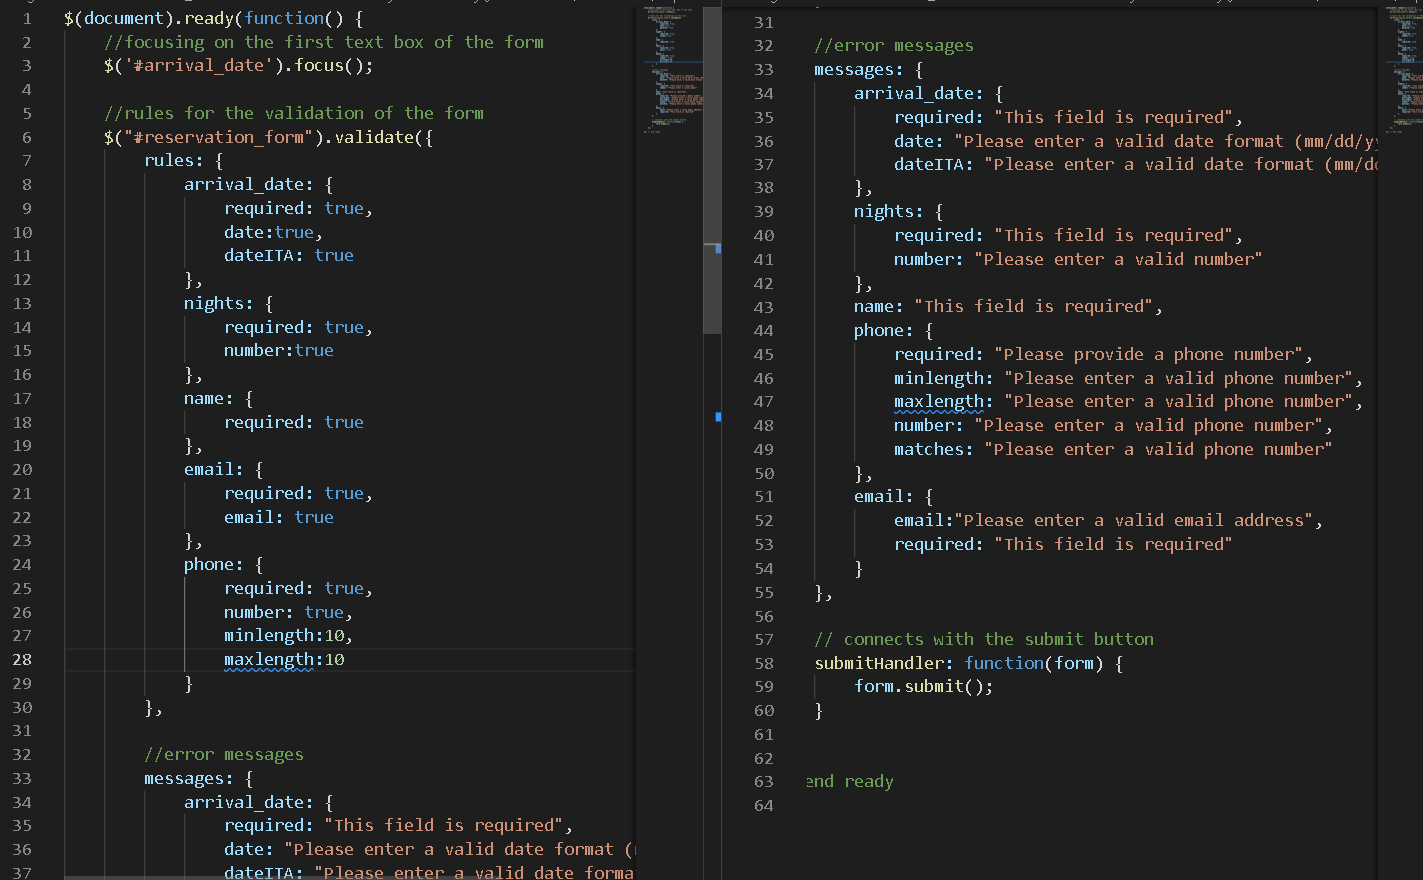 1 $(document).ready(function() {
2 //focusing on the first text box of the form
3 $('#arrival_date').focus();
4
5 //rules for the validation of the form
6 $("#reservation_form").validate({
7 rules: {
8 arrival_date: {
9 required: true,
10 date:true,
11 dateITA: true
12 },
13 nights: {
14 required: true,
15 number:true
16 },
17 name: {
18 required: true
19 },
20 email: {
21 required: true,
22 email: true
23 },
24 phone: {
25 required: true,
26 number: true,
27 minlength:10,
28 maxlength:10
29 }
30 },
31
32 //error messages
33 messages: {
34 arrival_date: {
35 required: "This field is required",
36 date: "Please enter a valid date format (
37 dateITA: "Please enter a valid date forma
31
32 //error messages
33 messages: {
34 arrival_date: {
35 required: "This field is required",
36 date: "Please enter a valid date format (mm/dd/y
37 dateITA: "Please enter a valid date format (mm/d
38 },
39 nights: {
40 required: "This field is required",
41 number: "Please enter a valid number"
42 },
43 name: "This field is required",
44 phone: {
45 required: "Please provide a phone number",
46 minlength: "Please enter a valid phone number",
47 maxlength: "Please enter a valid phone number",
48 number: "Please enter a valid phone number",
49 matches: "Please enter a valid phone number"
50 },
51 email: {
52 email:"Please enter a valid email address",
53 required: "This field is required"
54 }
55 },
56
57 // connects with the submit button
58 submitHandler: function(form) {
59 form.submit();
60 }
61
62
63 end ready
64